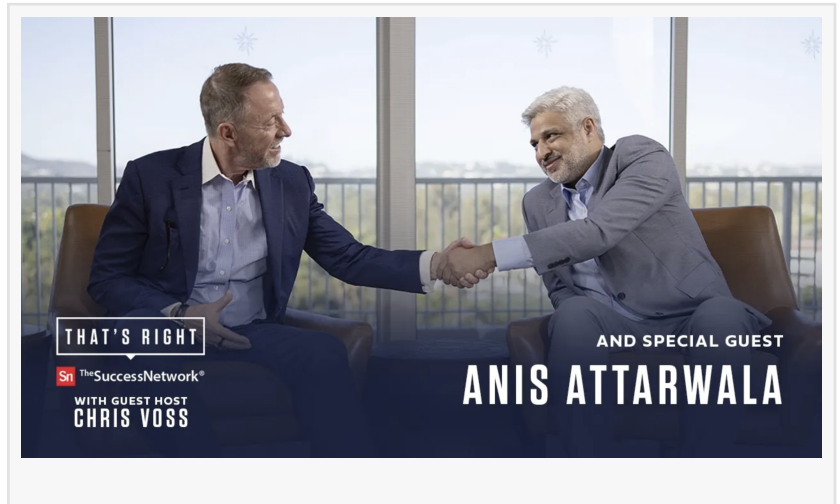 THAT'S RIGHT
Sn TheSuccessNetwork®
WITH GUEST HOST
CHRIS VOSS
AND SPECIAL GUEST
ANIS ATTARWALA